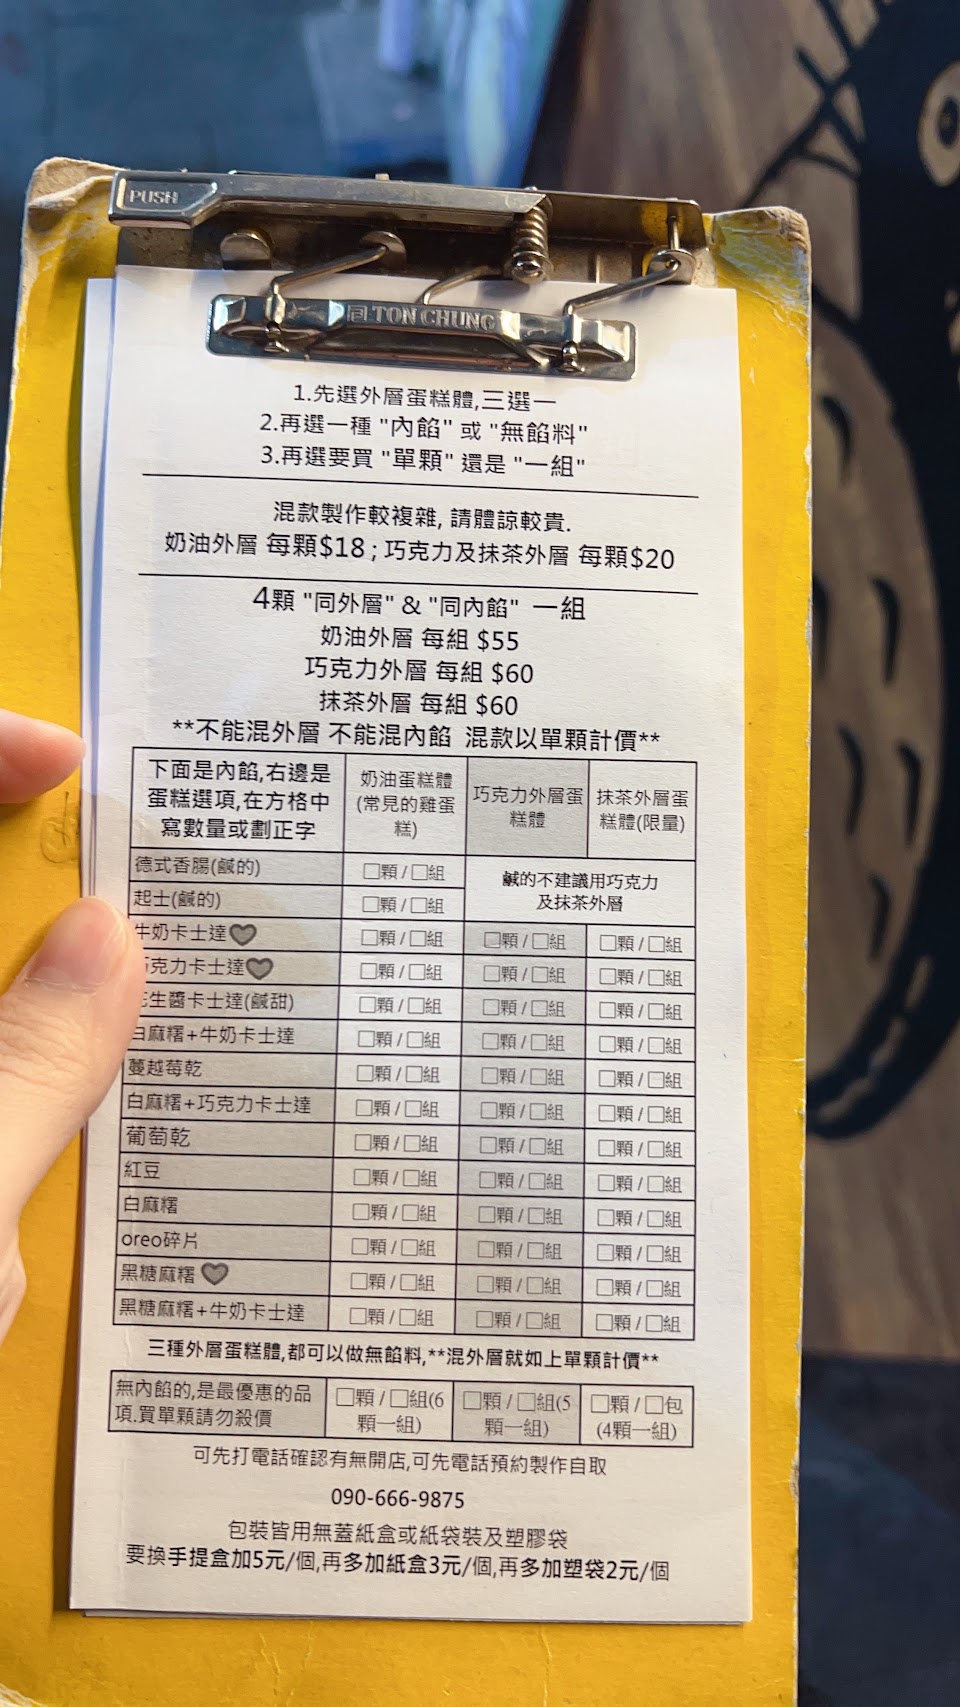 PUSH
TON CHUNG
1.先選外層蛋糕體,三選一
2.再選一種 "內餡" 或 "無餡料"
3.再選要買 "單顆" 還是 "一組"
混款製作較複雜, 請體諒較貴.
奶油外層 每顆$18 ; 巧克力及抹茶外層 每顆$20
4顆 "同外層" & "同內餡" 一組
奶油外層 每組 $55
巧克力外層 每組 $60
抹茶外層 每組 $60
**不能混外層 不能混內餡 混款以單顆計價**
下面是內餡,右邊是
蛋糕選項,在方格中
寫數量或劃正字
奶油蛋糕體
(常見的雞蛋
糕)
巧克力外層蛋
糕體
抹茶外層蛋
糕體(限量)
德式香腸(鹹的) □顆 / □組
起士(鹹的) □顆 / □組
鹹的不建議用巧克力
及抹茶外層
牛奶卡士達♥ □顆 / □組 □顆 / □組 □顆 / □組
巧克力卡士達♥ □顆 / □組 □顆 / □組 □顆 / □組
生醬卡士達(鹹甜) □顆 / □組 □顆 / □組 □顆 / □組
白麻糬+牛奶卡士達 □顆 / □組 □顆 / □組 □顆 / □組
蔓越莓乾 □顆 / □組 □顆 / □組 □顆 / □組
白麻糬+巧克力卡士達 □顆 / □組 □顆 / □組 □顆 / □組
葡萄乾 □顆 / □組 □顆 / □組 □顆 / □組
紅豆 □顆 / □組 □顆 / □組 □顆 / □組
白麻糬 □顆 / □組 □顆 / □組 □顆 / □組
oreo碎片 □顆 / □組 □顆 / □組 □顆 / □組
黑糖麻糬♥ □顆 / □組 □顆 / □組 □顆 / □組
黑糖麻糬+牛奶卡士達 □顆 / □組 □顆 / □組 □顆 / □組
三種外層蛋糕體,都可以做無餡料,**混外層就如上單顆計價**
無內餡的,是最優惠的品
項.買單顆請勿殺價
□顆 / □組(6
顆一組)
□顆 / □組(5
顆一組)
□顆 / □包
(4顆一組)
可先打電話確認有無開店,可先電話預約製作自取
090-666-9875
包裝皆用無蓋紙盒或紙袋裝及塑膠袋
要換手提盒加5元/個,再多加紙盒3元/個,再多加塑袋2元/個